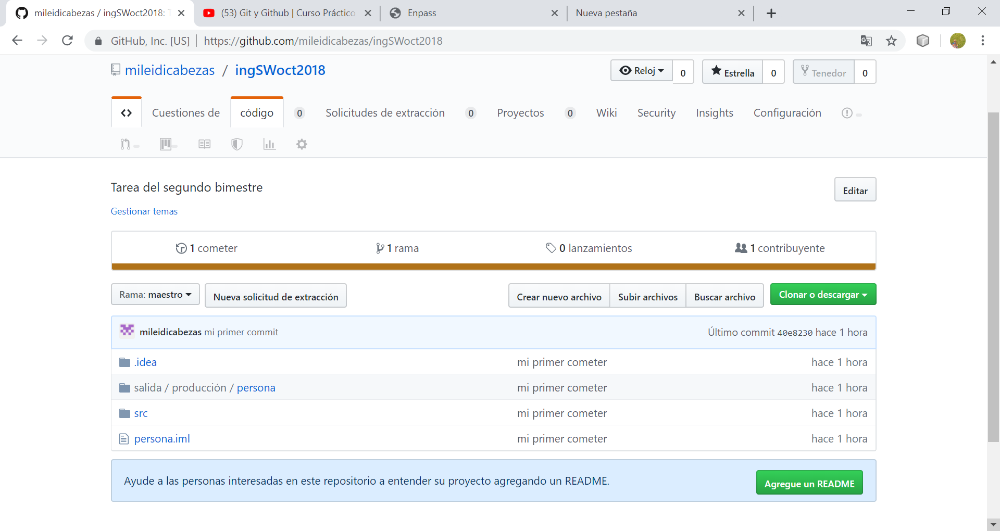 mileidicabezas / ingSWoct2018: T
(53) Git y Github | Curso Práctico
Enpass
Nueva pestaña
GitHub, Inc. [US] | https://github.com/mileidicabezas/ingSWoct2018
mileidicabezas / ingSWoct2018
Reloj 0
Estrella 0
Tenedor 0
<> Cuestiones de código 0 Solicitudes de extracción 0 Proyectos 0 Wiki Security Insights Configuración
Tarea del segundo bimestre
Editar
Gestionar temas
1 cometer
1 rama
0 lanzamientos
1 contribuyente
Rama: maestro
Nueva solicitud de extracción
Crear nuevo archivo
Subir archivos
Buscar archivo
Clonar o descargar
mileidicabezas mi primer commit Último commit 40e8230 hace 1 hora
.idea mi primer cometer hace 1 hora
salida / producción / persona mi primer cometer hace 1 hora
src mi primer cometer hace 1 hora
persona.iml mi primer cometer hace 1 hora
Ayude a las personas interesadas en este repositorio a entender su proyecto agregando un README.
Agregue un README